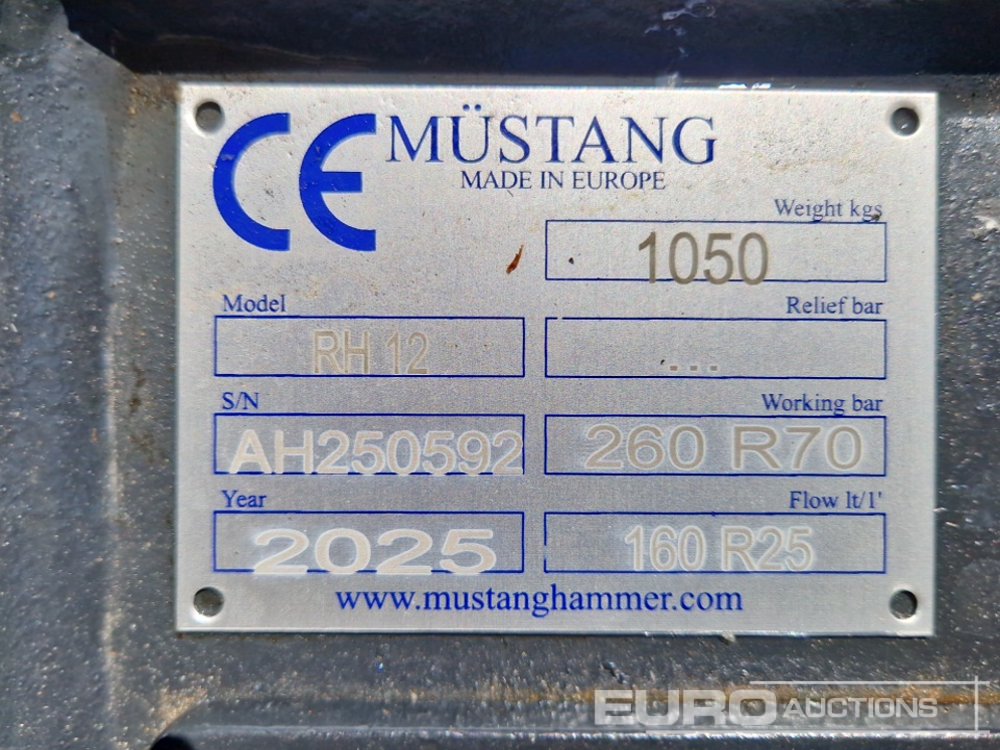 CE MÜSTANG
MADE IN EUROPE
Weight kgs
1050
Model Relief bar
RH 12 ...
S/N Working bar
AH250592 260 R70
Year Flow lt/1'
2025 160 R25
www.mustanghammer.com
EURO AUCTIONS